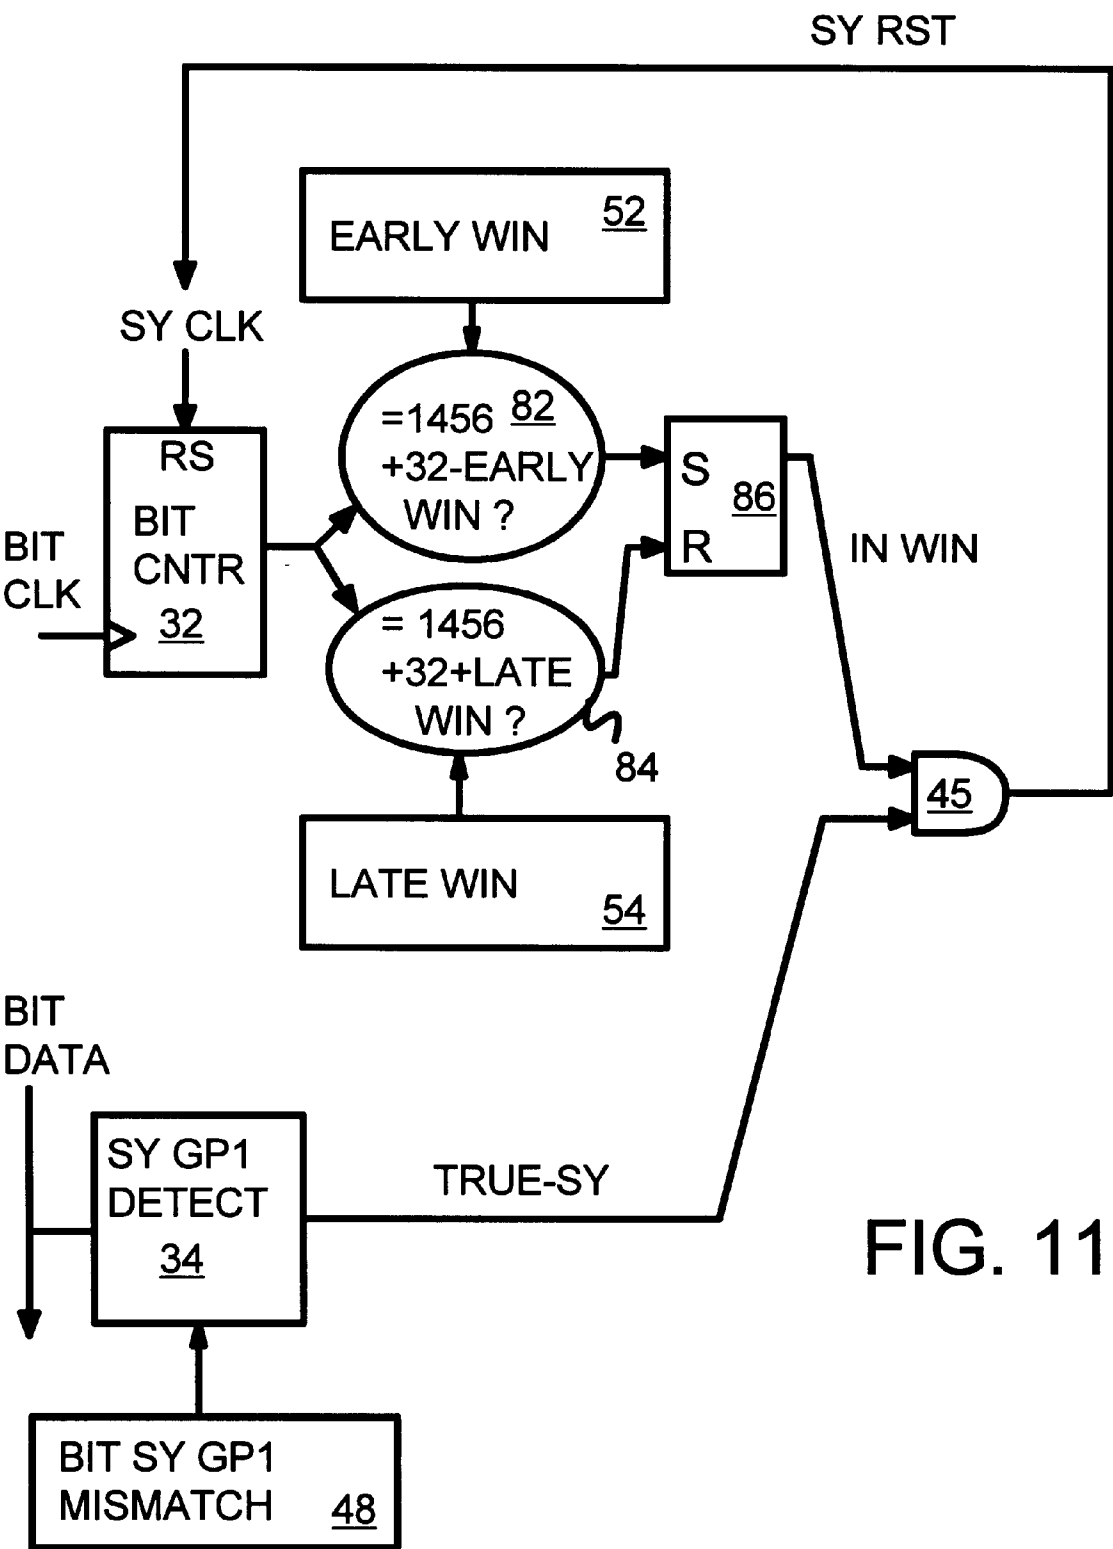 SY RST
EARLY WIN 52
SY CLK
=1456 82
+32-EARLY
WIN ?
RS
BIT
CNTR
32
BIT
CLK
S
R
86
IN WIN
= 1456
+32+LATE
WIN ?
84
45
LATE WIN 54
BIT
DATA
SY GP1
DETECT
34
TRUE-SY
FIG. 11
BIT SY GP1
MISMATCH 48